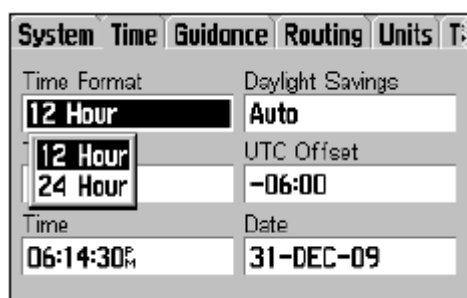 System Time Guidance Routing Units
Time Format Daylight Savings
12 Hour Auto
12 Hour UTC Offset
24 Hour -06:00
Time Date
06:14:30PM 31-DEC-09